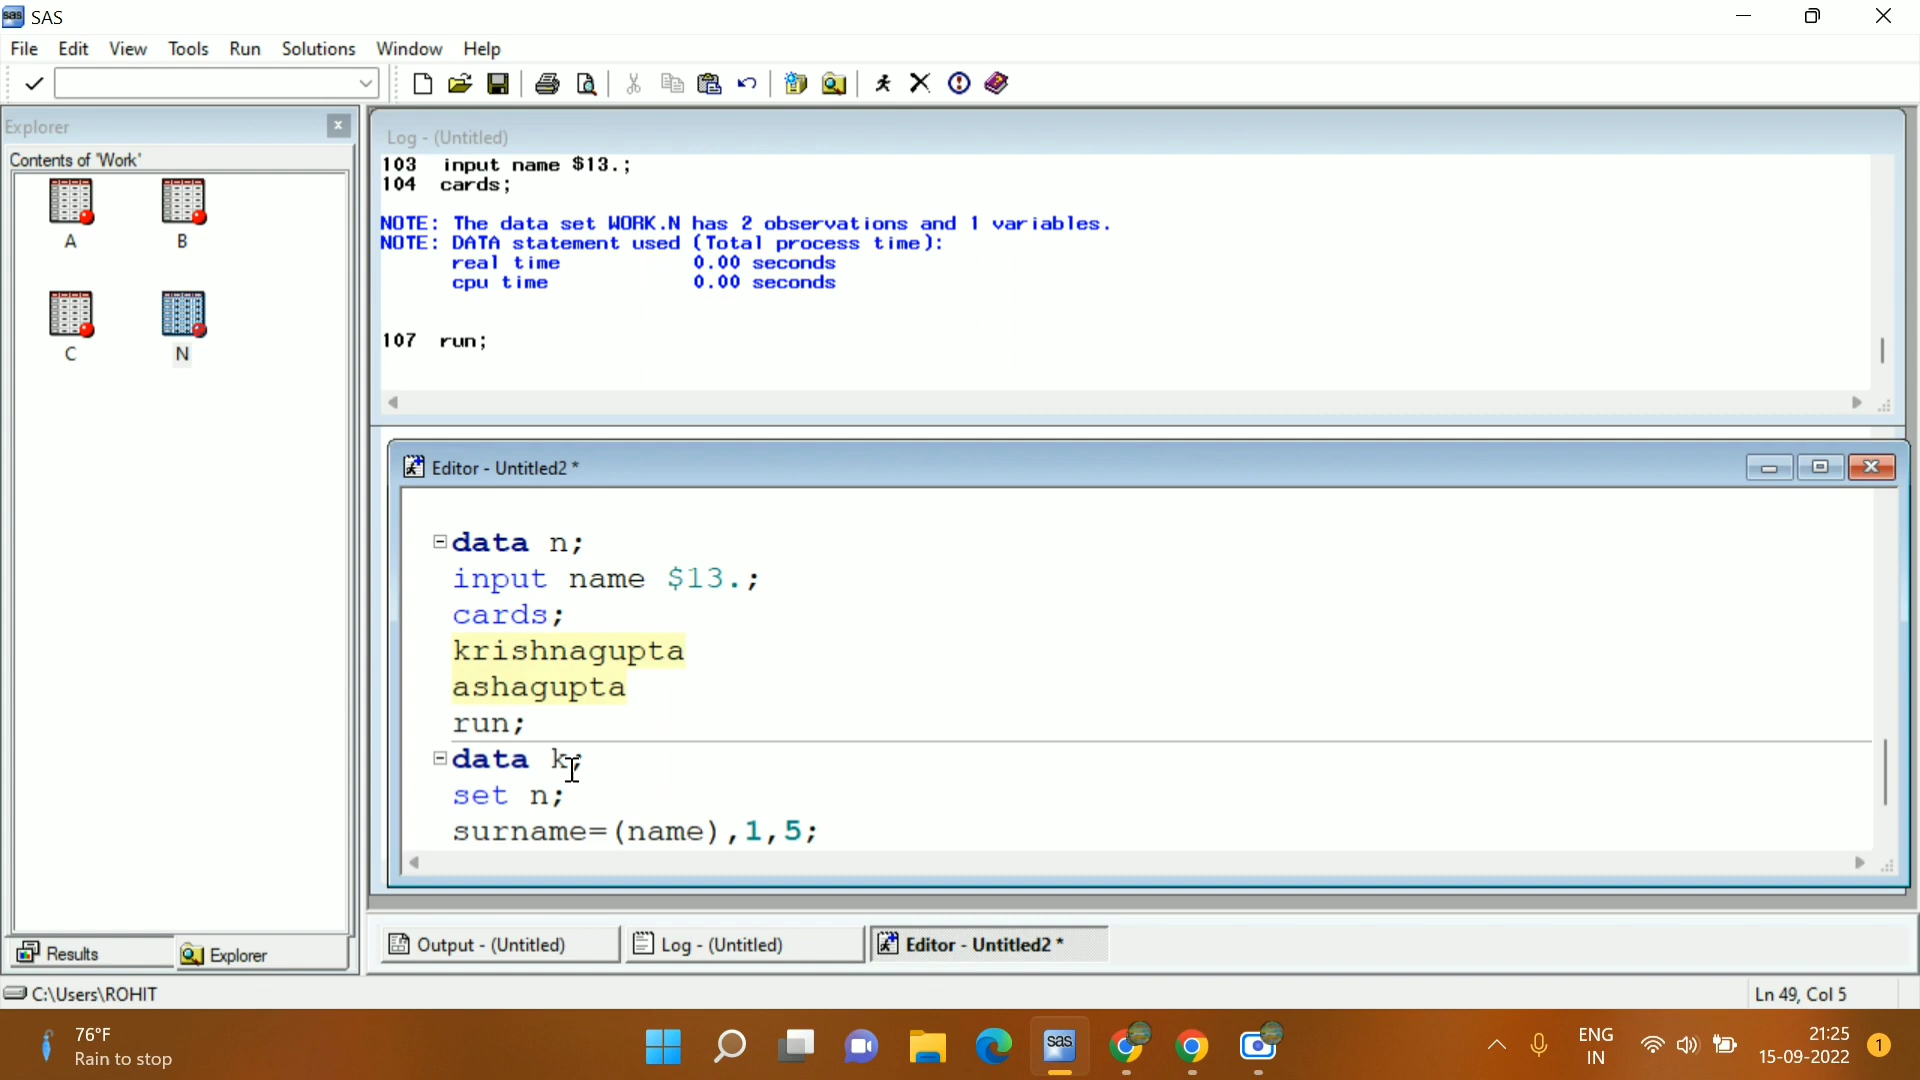 SAS
File Edit View Tools Run Solutions Window Help
Explorer
Contents of 'Work'
A B
C N
Log - (Untitled)
103 input name $13.;
104 cards;
NOTE: The data set WORK.N has 2 observations and 1 variables.
NOTE: DATA statement used (Total process time):
real time 0.00 seconds
cpu time 0.00 seconds
107 run;
Editor - Untitled2 *
data n;
input name $13.;
cards;
krishnagupta
ashagupta
run;
data k;
set n;
surname=(name),1,5;
Results Explorer
Output - (Untitled) Log - (Untitled) Editor - Untitled2 *
C:\Users\ROHIT Ln 49, Col 5
76°F
Rain to stop
sas
ENG
IN
21:25
15-09-2022
1